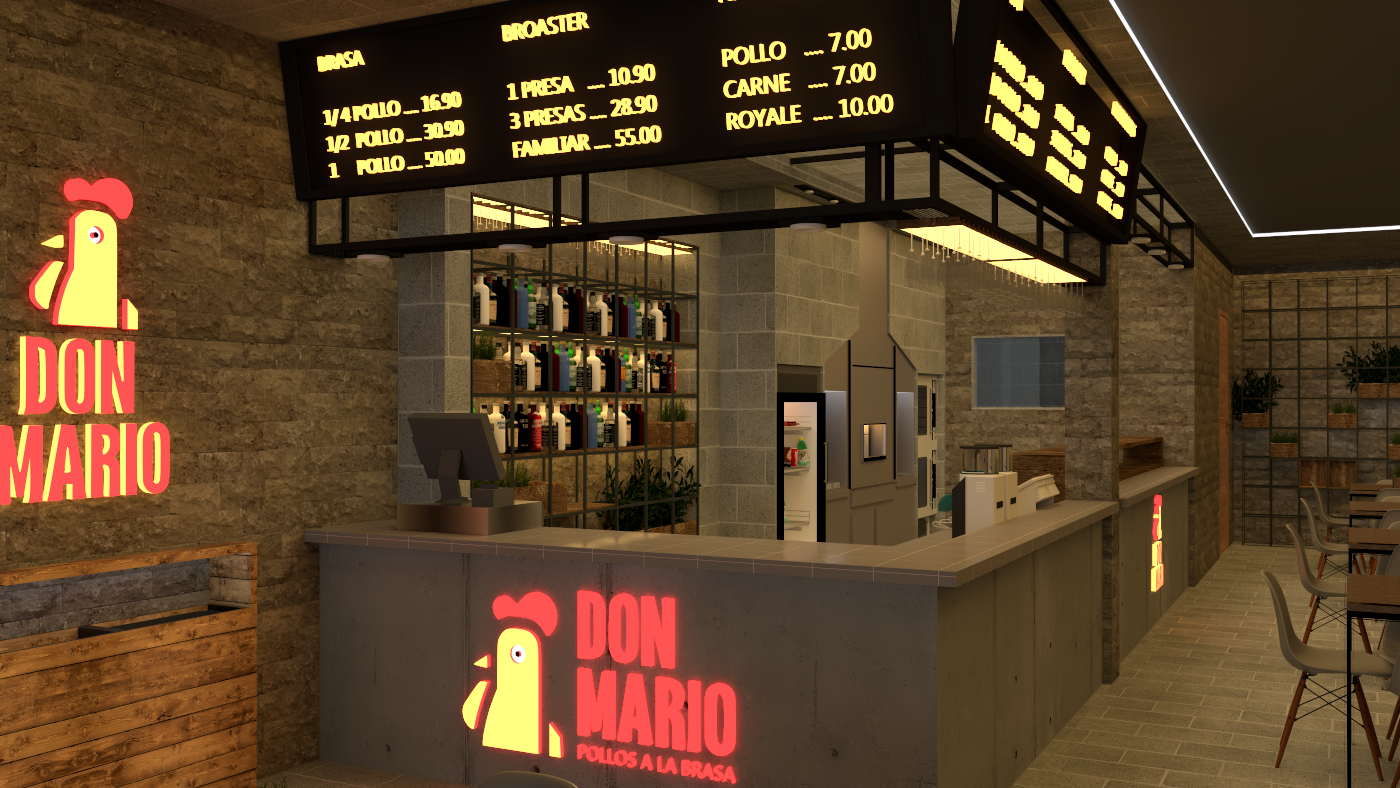 BRASA
1/4 POLLO .... 16.90
1/2 POLLO .... 30.90
1 POLLO .... 50.00
BROASTER
1 PRESA .... 10.90
3 PRESAS .... 28.90
FAMILIAR .... 55.00
POLLO .... 7.00
CARNE .... 7.00
ROYALE .... 10.00
DON
MARIO
DON
MARIO
POLLOS A LA BRASA